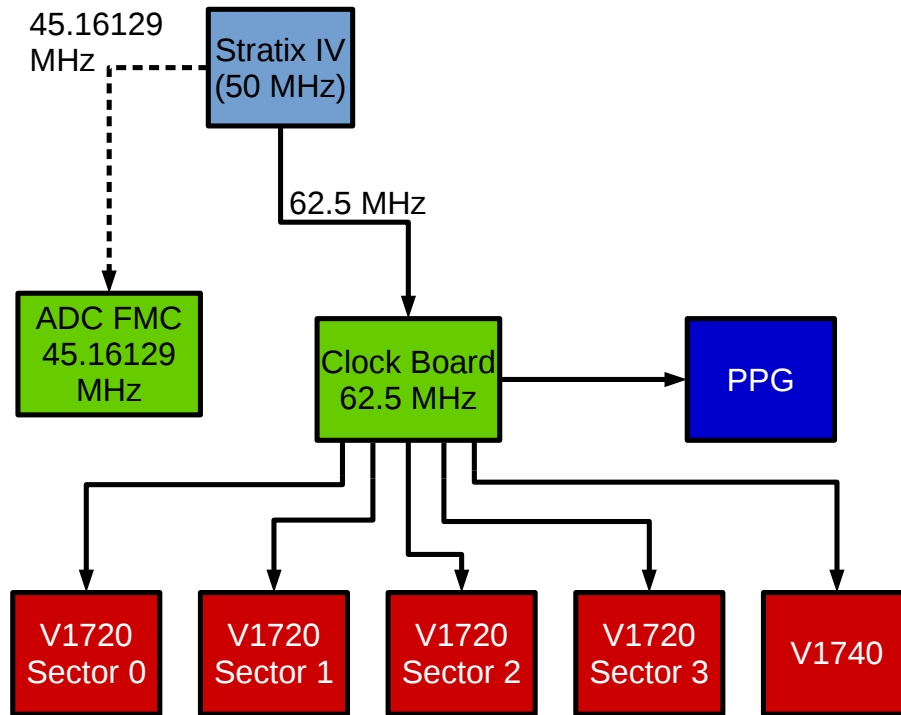 45.16129
MHz
Stratix IV
(50 MHz)
62.5 MHz
ADC FMC
45.16129
MHz
Clock Board
62.5 MHz
PPG
V1720
Sector 0
V1720
Sector 1
V1720
Sector 2
V1720
Sector 3
V1740